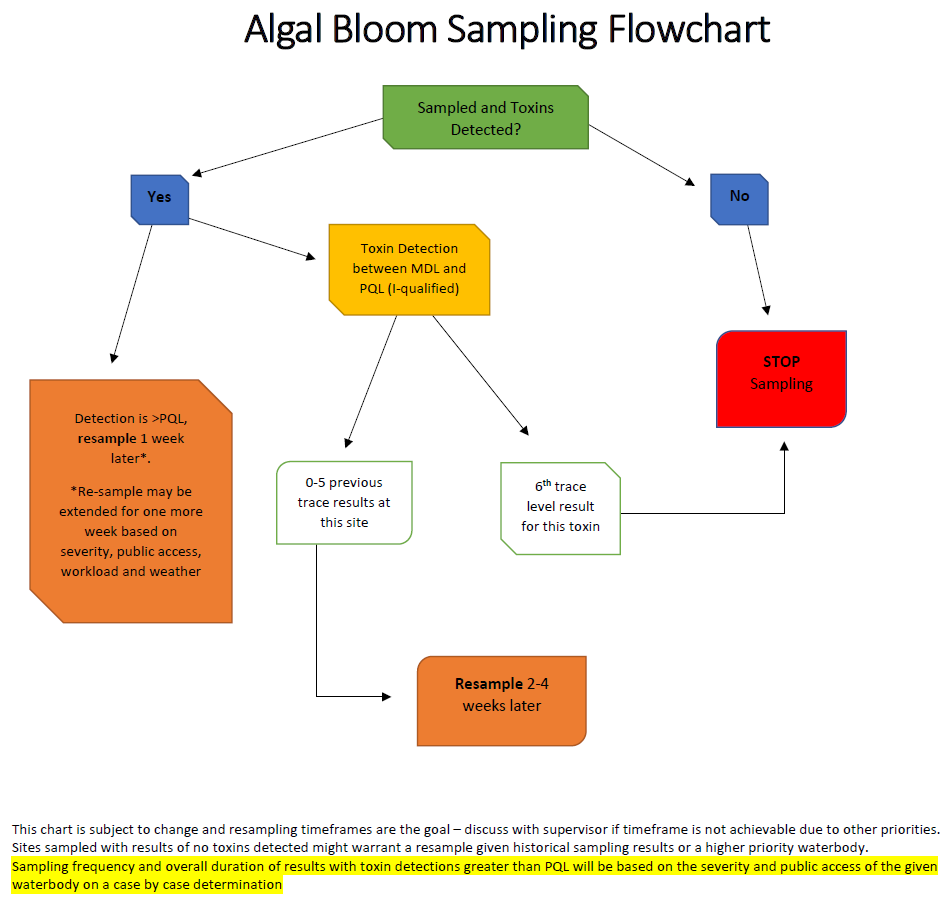 Algal Bloom Sampling Flowchart
Sampled and Toxins
Detected?
Yes
No
Toxin Detection
between MDL and
PQL (I-qualified)
STOP
Sampling
Detection is >PQL,
resample 1 week
later*.
*Re-sample may be
extended for one more
week based on
severity, public access,
workload and weather
0-5 previous
trace results at
this site
6th trace
level result
for this toxin
Resample 2-4
weeks later
This chart is subject to change and resampling timeframes are the goal – discuss with supervisor if timeframe is not achievable due to other priorities.
Sites sampled with results of no toxins detected might warrant a resample given historical sampling results or a higher priority waterbody.
Sampling frequency and overall duration of results with toxin detections greater than PQL will be based on the severity and public access of the given
waterbody on a case by case determination